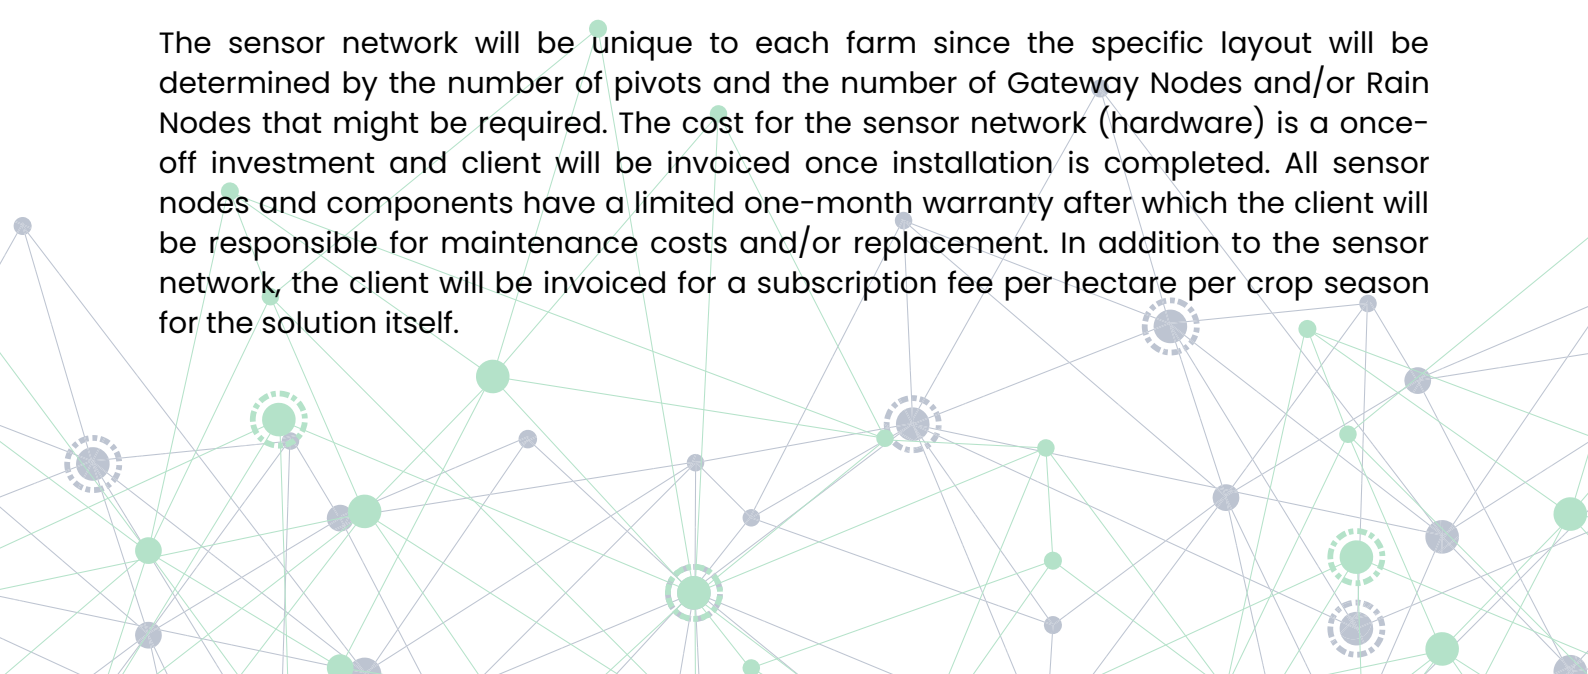 The sensor network will be unique to each farm since the specific layout will be
determined by the number of pivots and the number of Gateway Nodes and/or Rain
Nodes that might be required. The cost for the sensor network (hardware) is a once-
off investment and client will be invoiced once installation is completed. All sensor
nodes and components have a limited one-month warranty after which the client will
be responsible for maintenance costs and/or replacement. In addition to the sensor
network, the client will be invoiced for a subscription fee per hectare per crop season
for the solution itself.